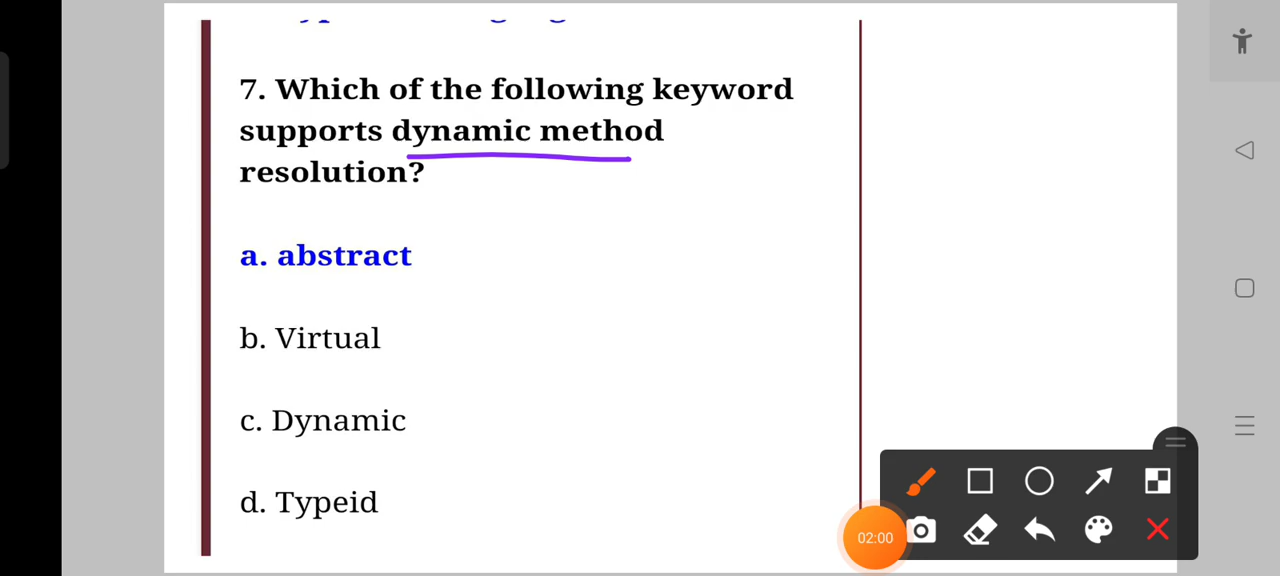 7. Which of the following keyword
supports dynamic method
resolution?
a. abstract
b. Virtual
c. Dynamic
d. Typeid
02:00